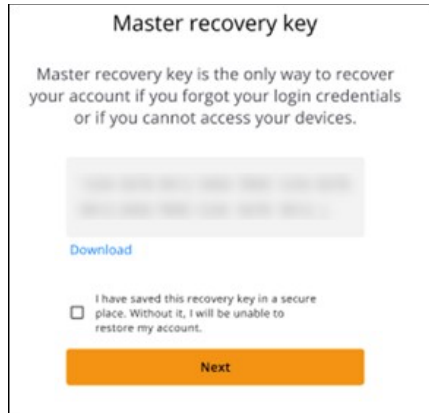 Master recovery key
Master recovery key is the only way to recover
your account if you forgot your login credentials
or if you cannot access your devices.
Download
I have saved this recovery key in a secure
place. Without it, I will be unable to
restore my account.
Next